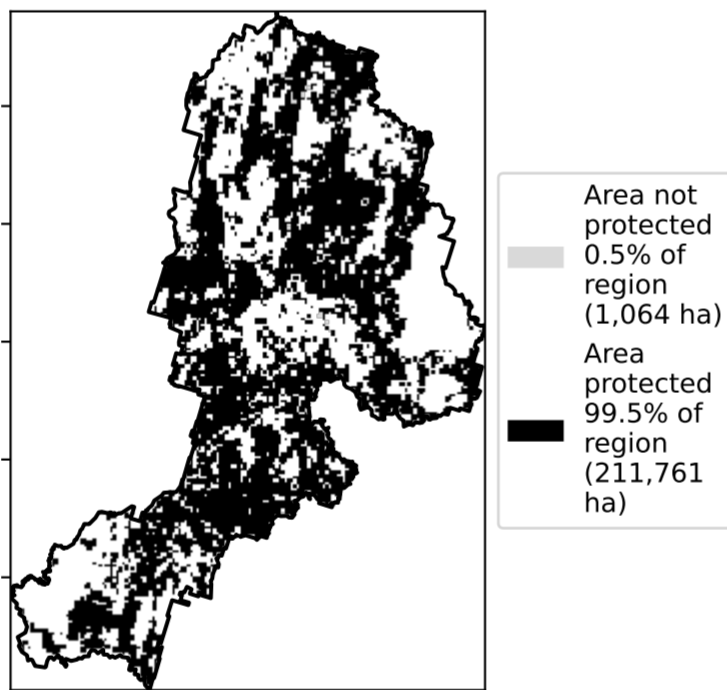 Area not
protected
0.5% of
region
(1,064 ha)
Area
protected
99.5% of
region
(211,761
ha)